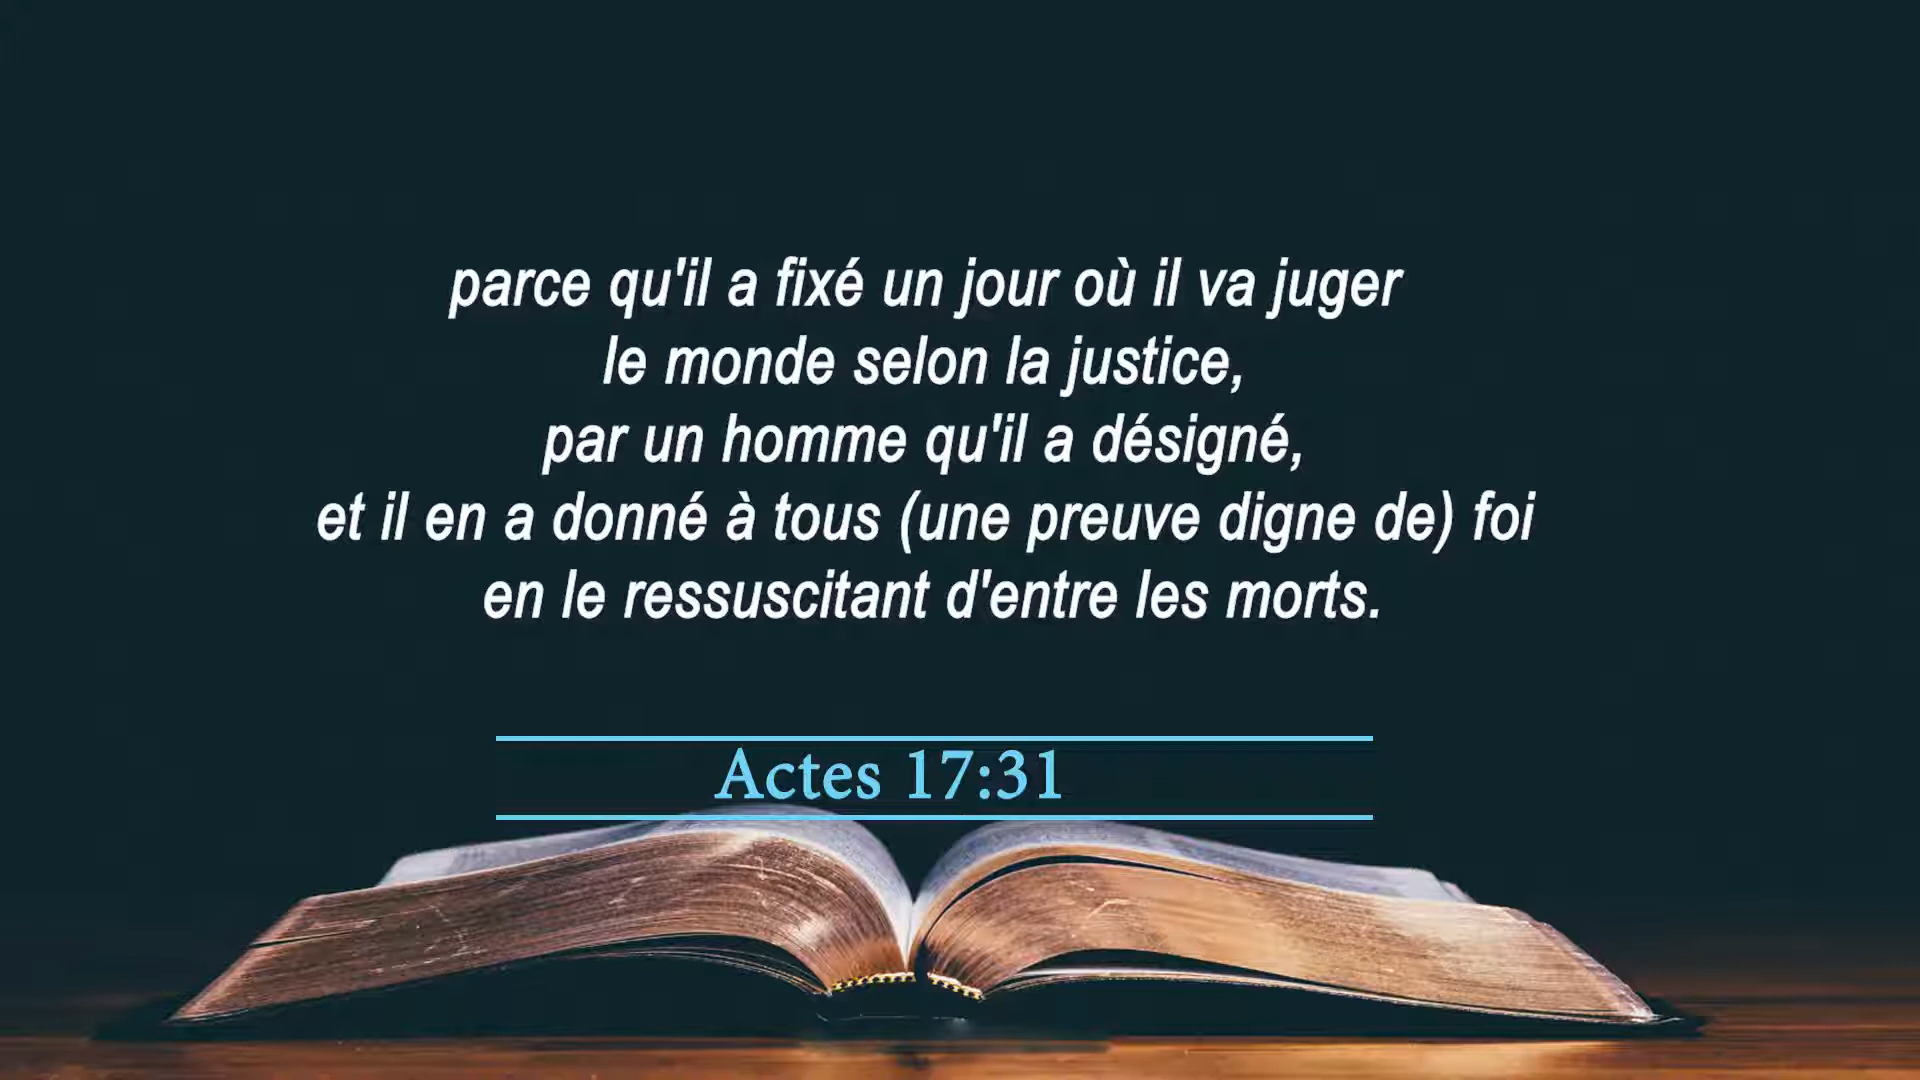 parce qu'il a fixé un jour où il va juger
le monde selon la justice,
par un homme qu'il a désigné,
et il en a donné à tous (une preuve digne de) foi
en le ressuscitant d'entre les morts.
Actes 17:31